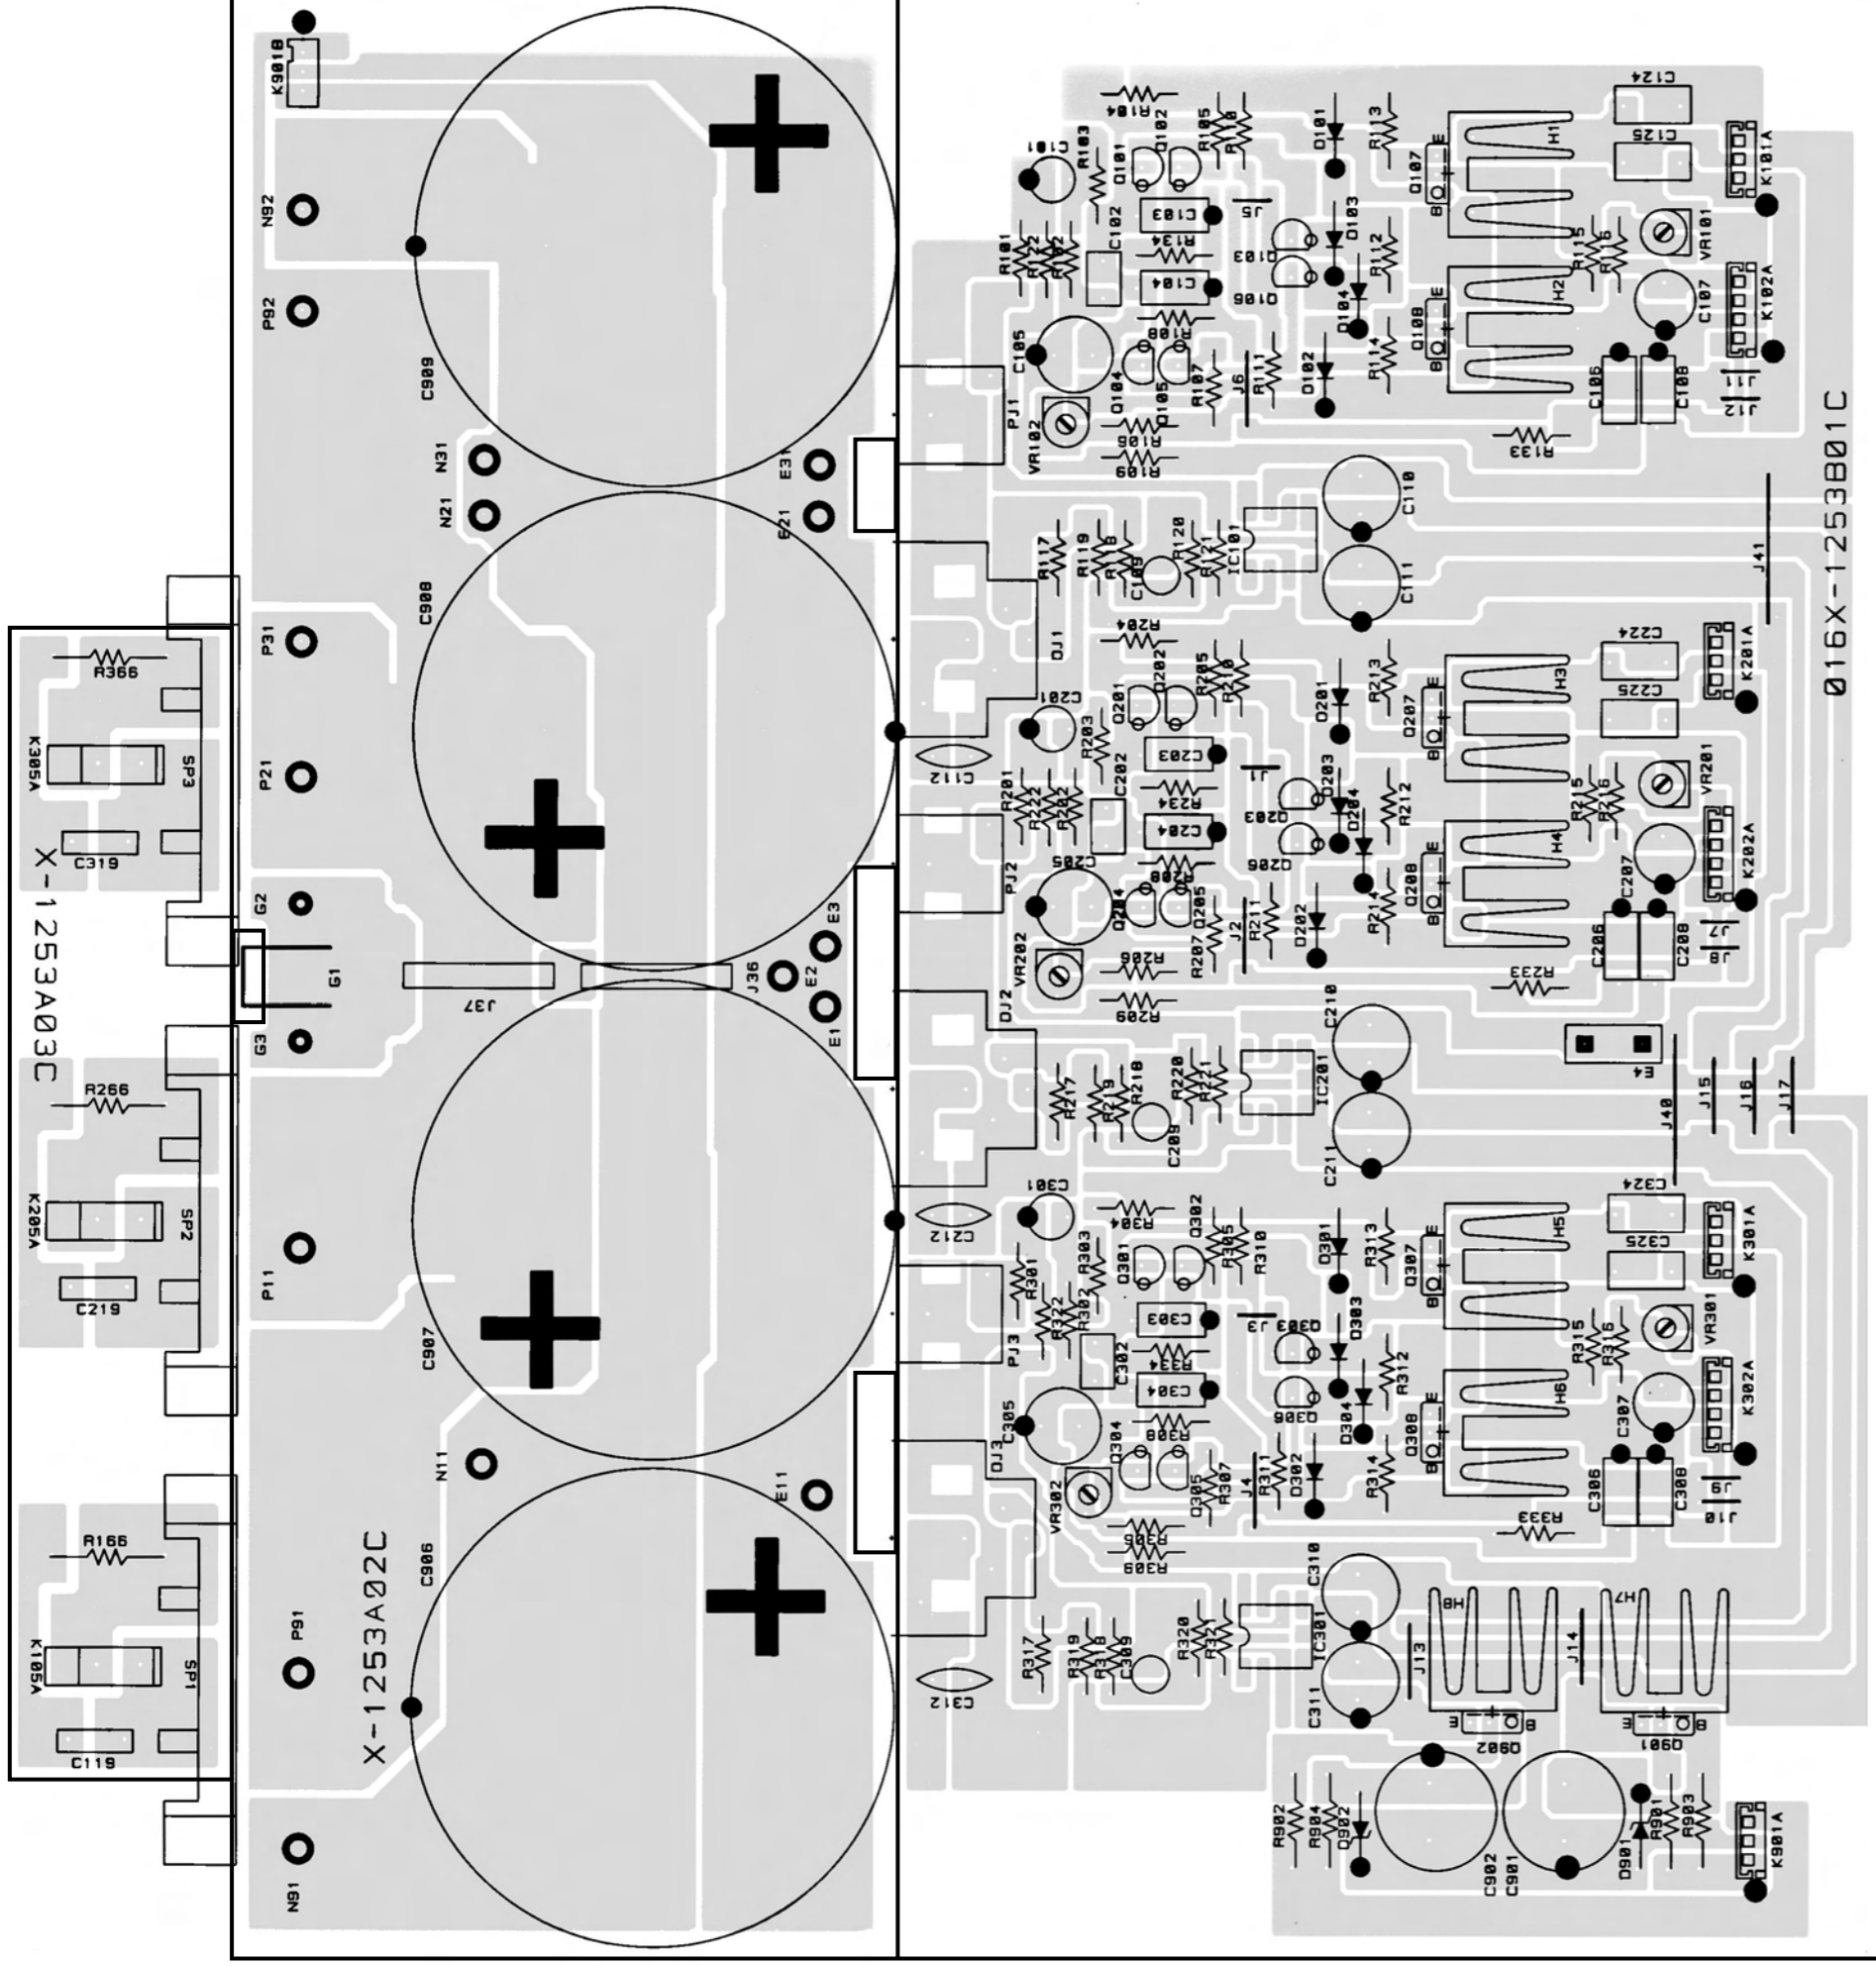 K901B
N92
P92
C909
N31
N21
E31
E21
C908
P31
P21
G2
G1
G3
J37
J36
E3
E2
E1
P11
C907
N11
E11
C906
P91
N91
X-1253A02C
R366
K305A
SP3
C319
X-1253A03C
R266
K205A
SP2
C219
R166
K105A
SP1
C119
C101
R103
R104
Q101
Q102
R105
R110
D101
R113
Q107
E
B
H1
C124
C125
K101A
R101
R122
R102
C102
C103
R134
C104
J5
Q103
Q106
D103
D104
R112
R115
R116
VR101
H2
C107
K102A
C105
R108
Q104
Q105
R107
J6
R111
D102
R114
Q108
E
B
C106
C108
J11
J12
PJ1
VR102
R106
R109
R133
C110
C111
016X-1253B01C
J41
R117
R119
R118
C109
R120
R121
IC101
DJ1
R204
C201
Q201
Q202
R205
R210
D201
R213
Q207
E
B
H3
C224
C225
K201A
C112
R203
C202
C203
R234
C204
J1
Q203
Q206
D203
D204
R212
R215
R216
VR201
R201
R222
R202
PJ2
C205
R208
Q204
Q205
R207
J2
R211
D202
R214
Q208
E
B
H4
C207
K202A
C206
C208
J7
J8
VR202
R206
R209
R233
DJ2
C210
C211
E4
J40
J15
J16
J17
R217
R219
R218
C209
R220
R221
IC201
C212
C301
R304
Q301
Q302
R305
R310
D301
R313
Q307
E
B
H5
C324
C325
K301A
R301
R303
R322
R302
C302
C303
R334
C304
J3
Q303
Q306
D303
D304
R312
R315
R316
VR301
PJ3
C305
R308
Q304
Q305
R307
J4
R311
D302
R314
Q308
E
B
H6
C307
K302A
C306
C308
J9
J10
DJ3
VR302
R306
R309
R333
C310
C311
R317
R319
R318
C309
R320
R321
IC301
C312
J13
H8
J14
H7
E
B
Q902
E
B
Q901
R902
R904
D902
C902
C901
D901
R901
R903
K901A